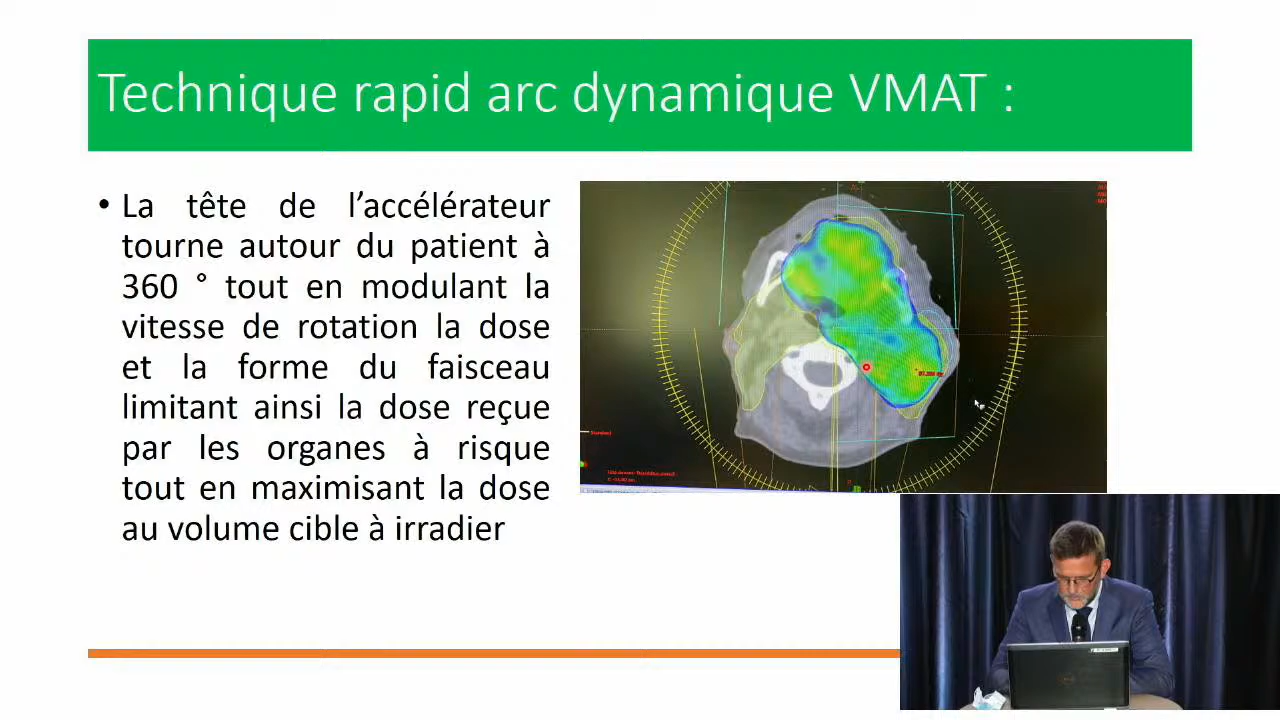 Technique rapid arc dynamique VMAT :
• La tête de l’accélérateur
tourne autour du patient à
360 ° tout en modulant la
vitesse de rotation la dose
et la forme du faisceau
limitant ainsi la dose reçue
par les organes à risque
tout en maximisant la dose
au volume cible à irradier